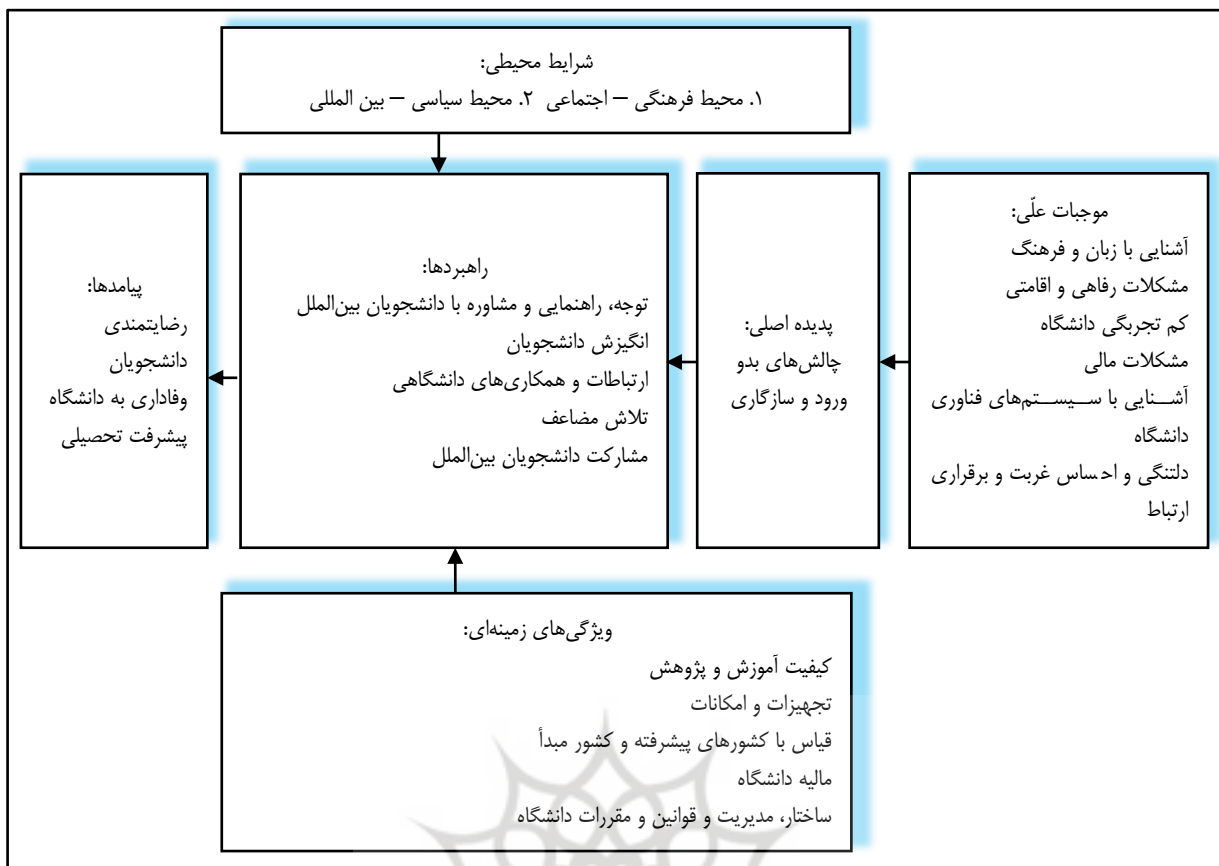 شرایط محیطی:
۱. محیط فرهنگی – اجتماعی ۲. محیط سیاسی – بین المللی
موجبات علّی:
آشنایی با زبان و فرهنگ
مشکلات رفاهی و اقامتی
کم تجربگی دانشگاه
مشکلات مالی
آشــنایی با ســیســتم‌های فناوری
دانشگاه
دلتنگی و احساس غربت و برقراری
ارتباط
پدیده اصلی:
چالش‌های بدو
ورود و سازگاری
راهبردها:
توجه، راهنمایی و مشاوره با دانشجویان بین‌الملل
انگیزش دانشجویان
ارتباطات و همکاری‌های دانشگاهی
تلاش مضاعف
مشارکت دانشجویان بین‌الملل
پیامدها:
رضایتمندی
دانشجویان
وفاداری به دانشگاه
پیشرفت تحصیلی
ویژگی‌های زمینه‌ای:
کیفیت آموزش و پژوهش
تجهیزات و امکانات
قیاس با کشورهای پیشرفته و کشور مبدأ
مالیه دانشگاه
ساختار، مدیریت و قوانین و مقررات دانشگاه